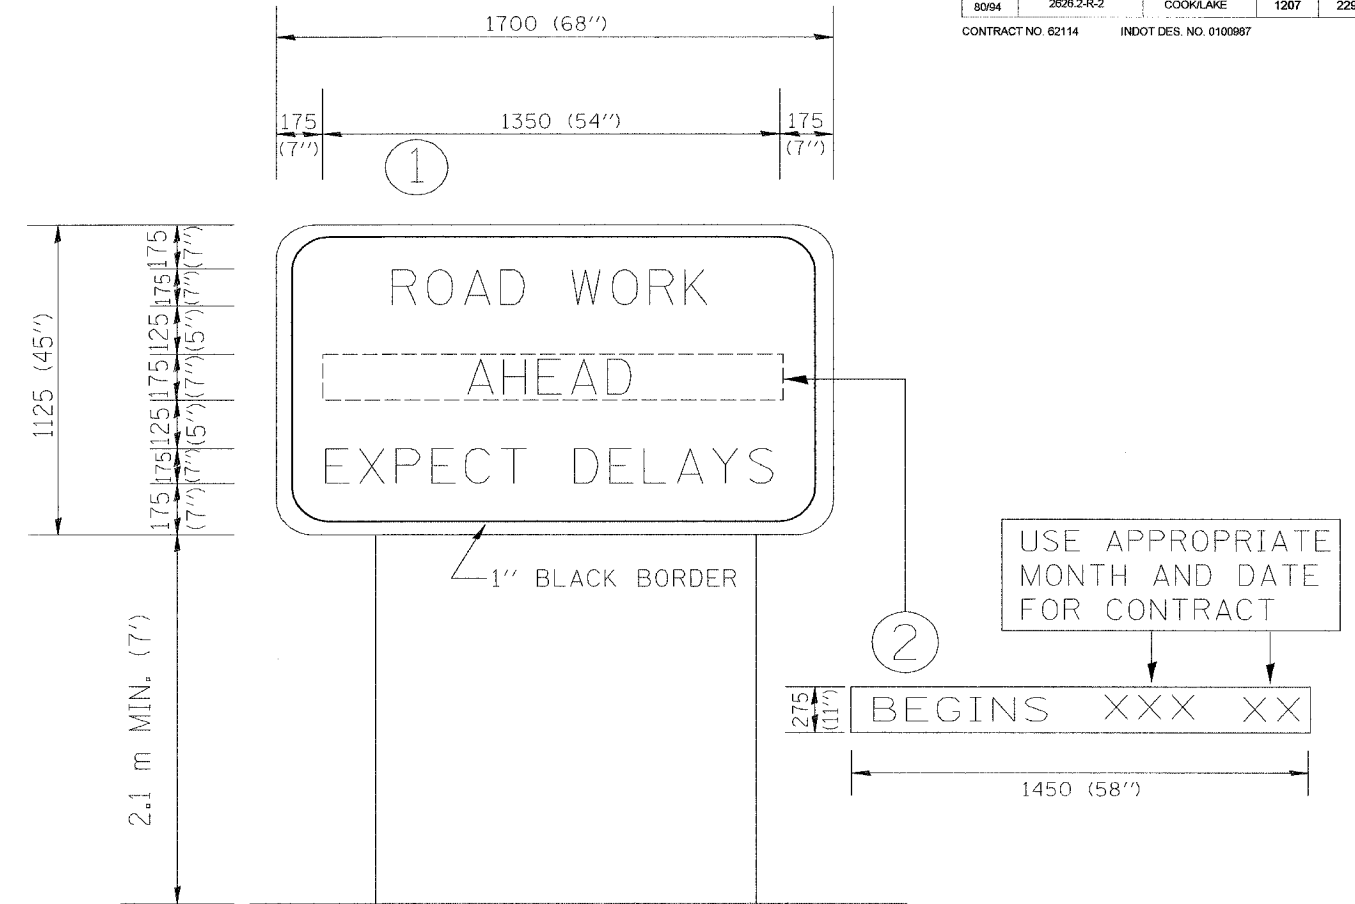 80/94 2626.2-R-2 COOK/LAKE 1207 229
CONTRACT NO. 62114 INDOT DES. NO. 0100987
1700 (68'')
175 (7'')
1350 (54'')
175 (7'')
1
1125 (45'')
175 (7'')
175 (7'')
125 (5'')
175 (7'')
125 (5'')
175 (7'')
175 (7'')
ROAD WORK
AHEAD
EXPECT DELAYS
1'' BLACK BORDER
2.1 m MIN. (7')
USE APPROPRIATE
MONTH AND DATE
FOR CONTRACT
2
275 (11'')
BEGINS XXX XX
1450 (58'')